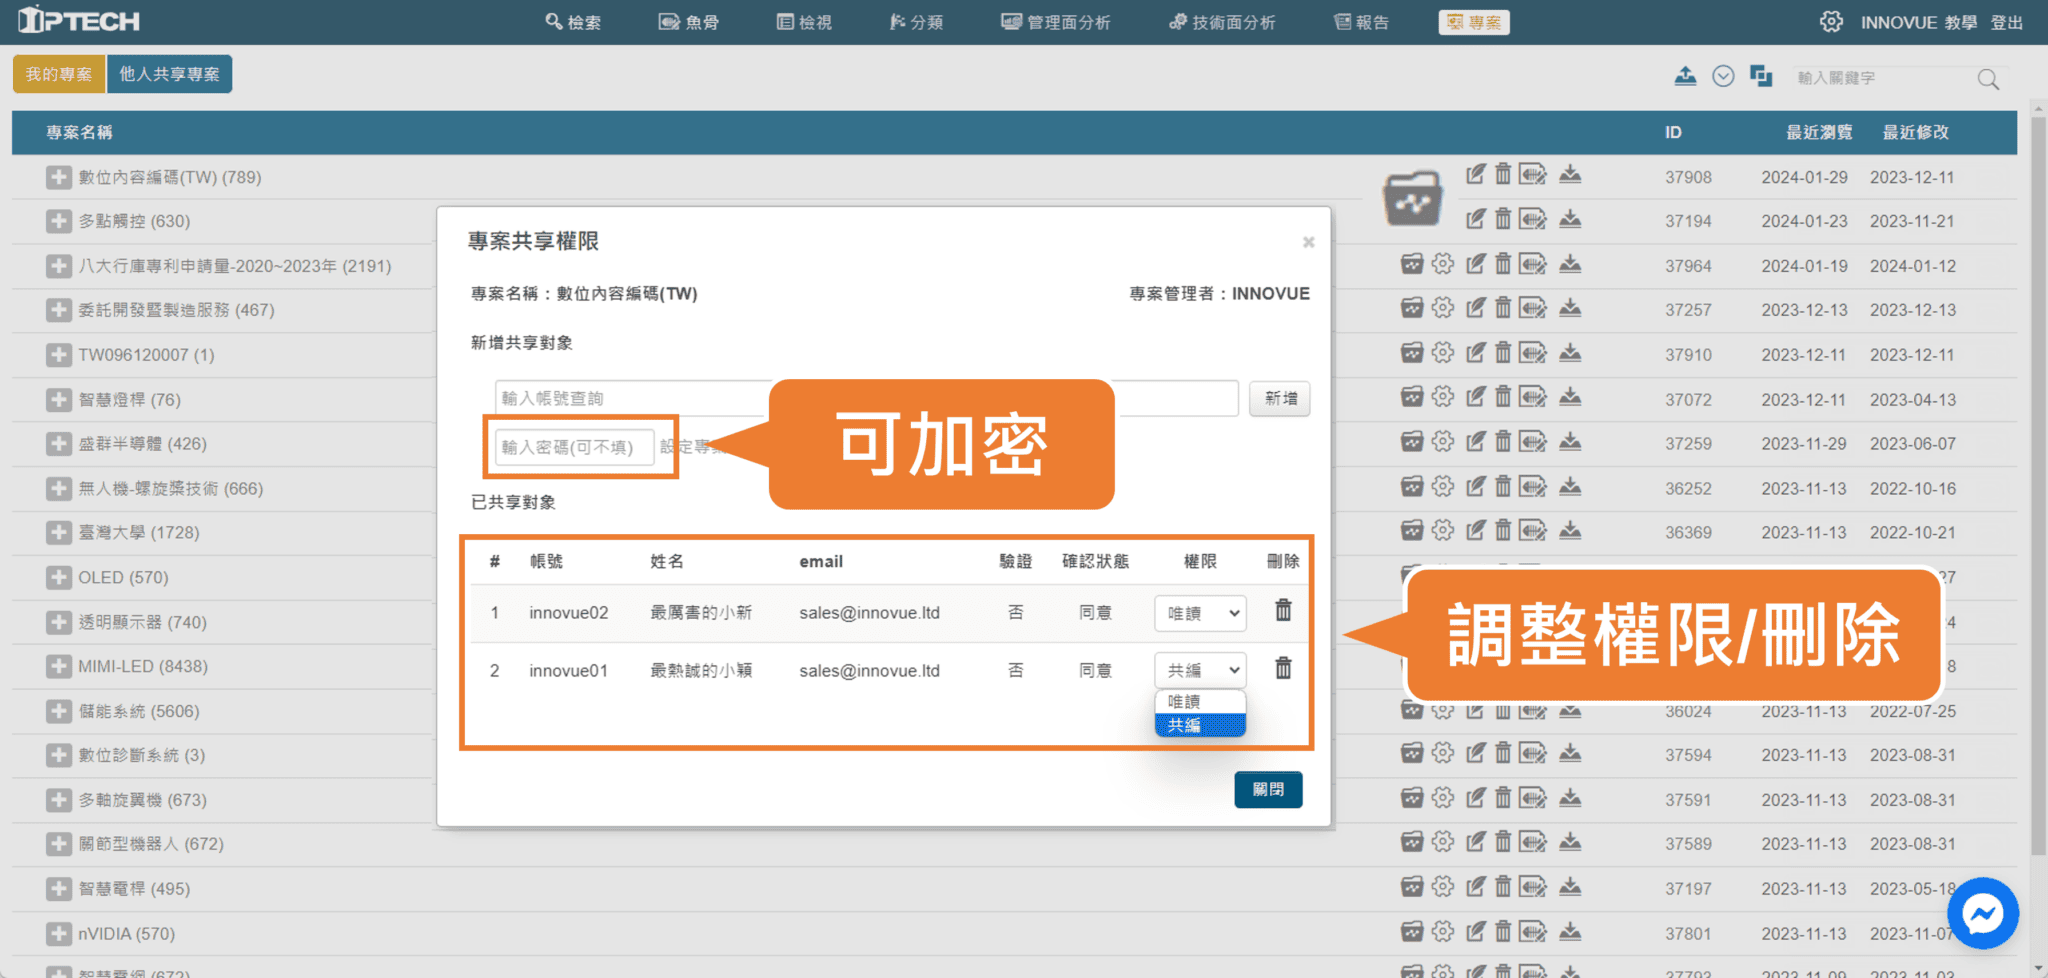 IPTECH
檢索 魚骨 檢視 分類 管理面分析 技術面分析 報告 專案 INNOVUE 教學 登出
我的專案 他人共享專案 輸入關鍵字
專案名稱 ID 最近瀏覽 最近修改
數位內容編碼(TW) (789) 37908 2024-01-29 2023-12-11
多點觸控 (630) 37194 2024-01-23 2023-11-21
八大行庫專利申請量-2020~2023年 (2191) 37964 2024-01-19 2024-01-12
委託開發暨製造服務 (467) 37257 2023-12-13 2023-12-13
TW096120007 (1) 37910 2023-12-11 2023-12-11
智慧燈桿 (76) 37072 2023-12-11 2023-04-13
盛群半導體 (426) 37259 2023-11-29 2023-06-07
無人機-螺旋槳技術 (666) 36252 2023-11-13 2022-10-16
臺灣大學 (1728) 36369 2023-11-13 2022-10-21
OLED (570) 27
透明顯示器 (740) 4
MIMI-LED (8438) 8
儲能系統 (5606) 36024 2023-11-13 2022-07-25
數位診斷系統 (3) 37594 2023-11-13 2023-08-31
多軸旋翼機 (673) 37591 2023-11-13 2023-08-31
關節型機器人 (672) 37589 2023-11-13 2023-08-31
智慧電桿 (495) 37197 2023-11-13 2023-05-18
nVIDIA (570) 37801 2023-11-13 2023-11-07
智慧電網 (672) 37793 2023-11-09 2023-11-03
專案共享權限 ×
專案名稱：數位內容編碼(TW) 專案管理者：INNOVUE
新增共享對象
輸入帳號查詢 新增
輸入密碼(可不填) 設定專案
可加密
已共享對象
# 帳號 姓名 email 驗證 確認狀態 權限 刪除
1 innovue02 最厲害的小新 sales@innovue.ltd 否 同意 唯讀
2 innovue01 最熱誠的小穎 sales@innovue.ltd 否 同意 共編
唯讀
共編
調整權限/刪除
關閉